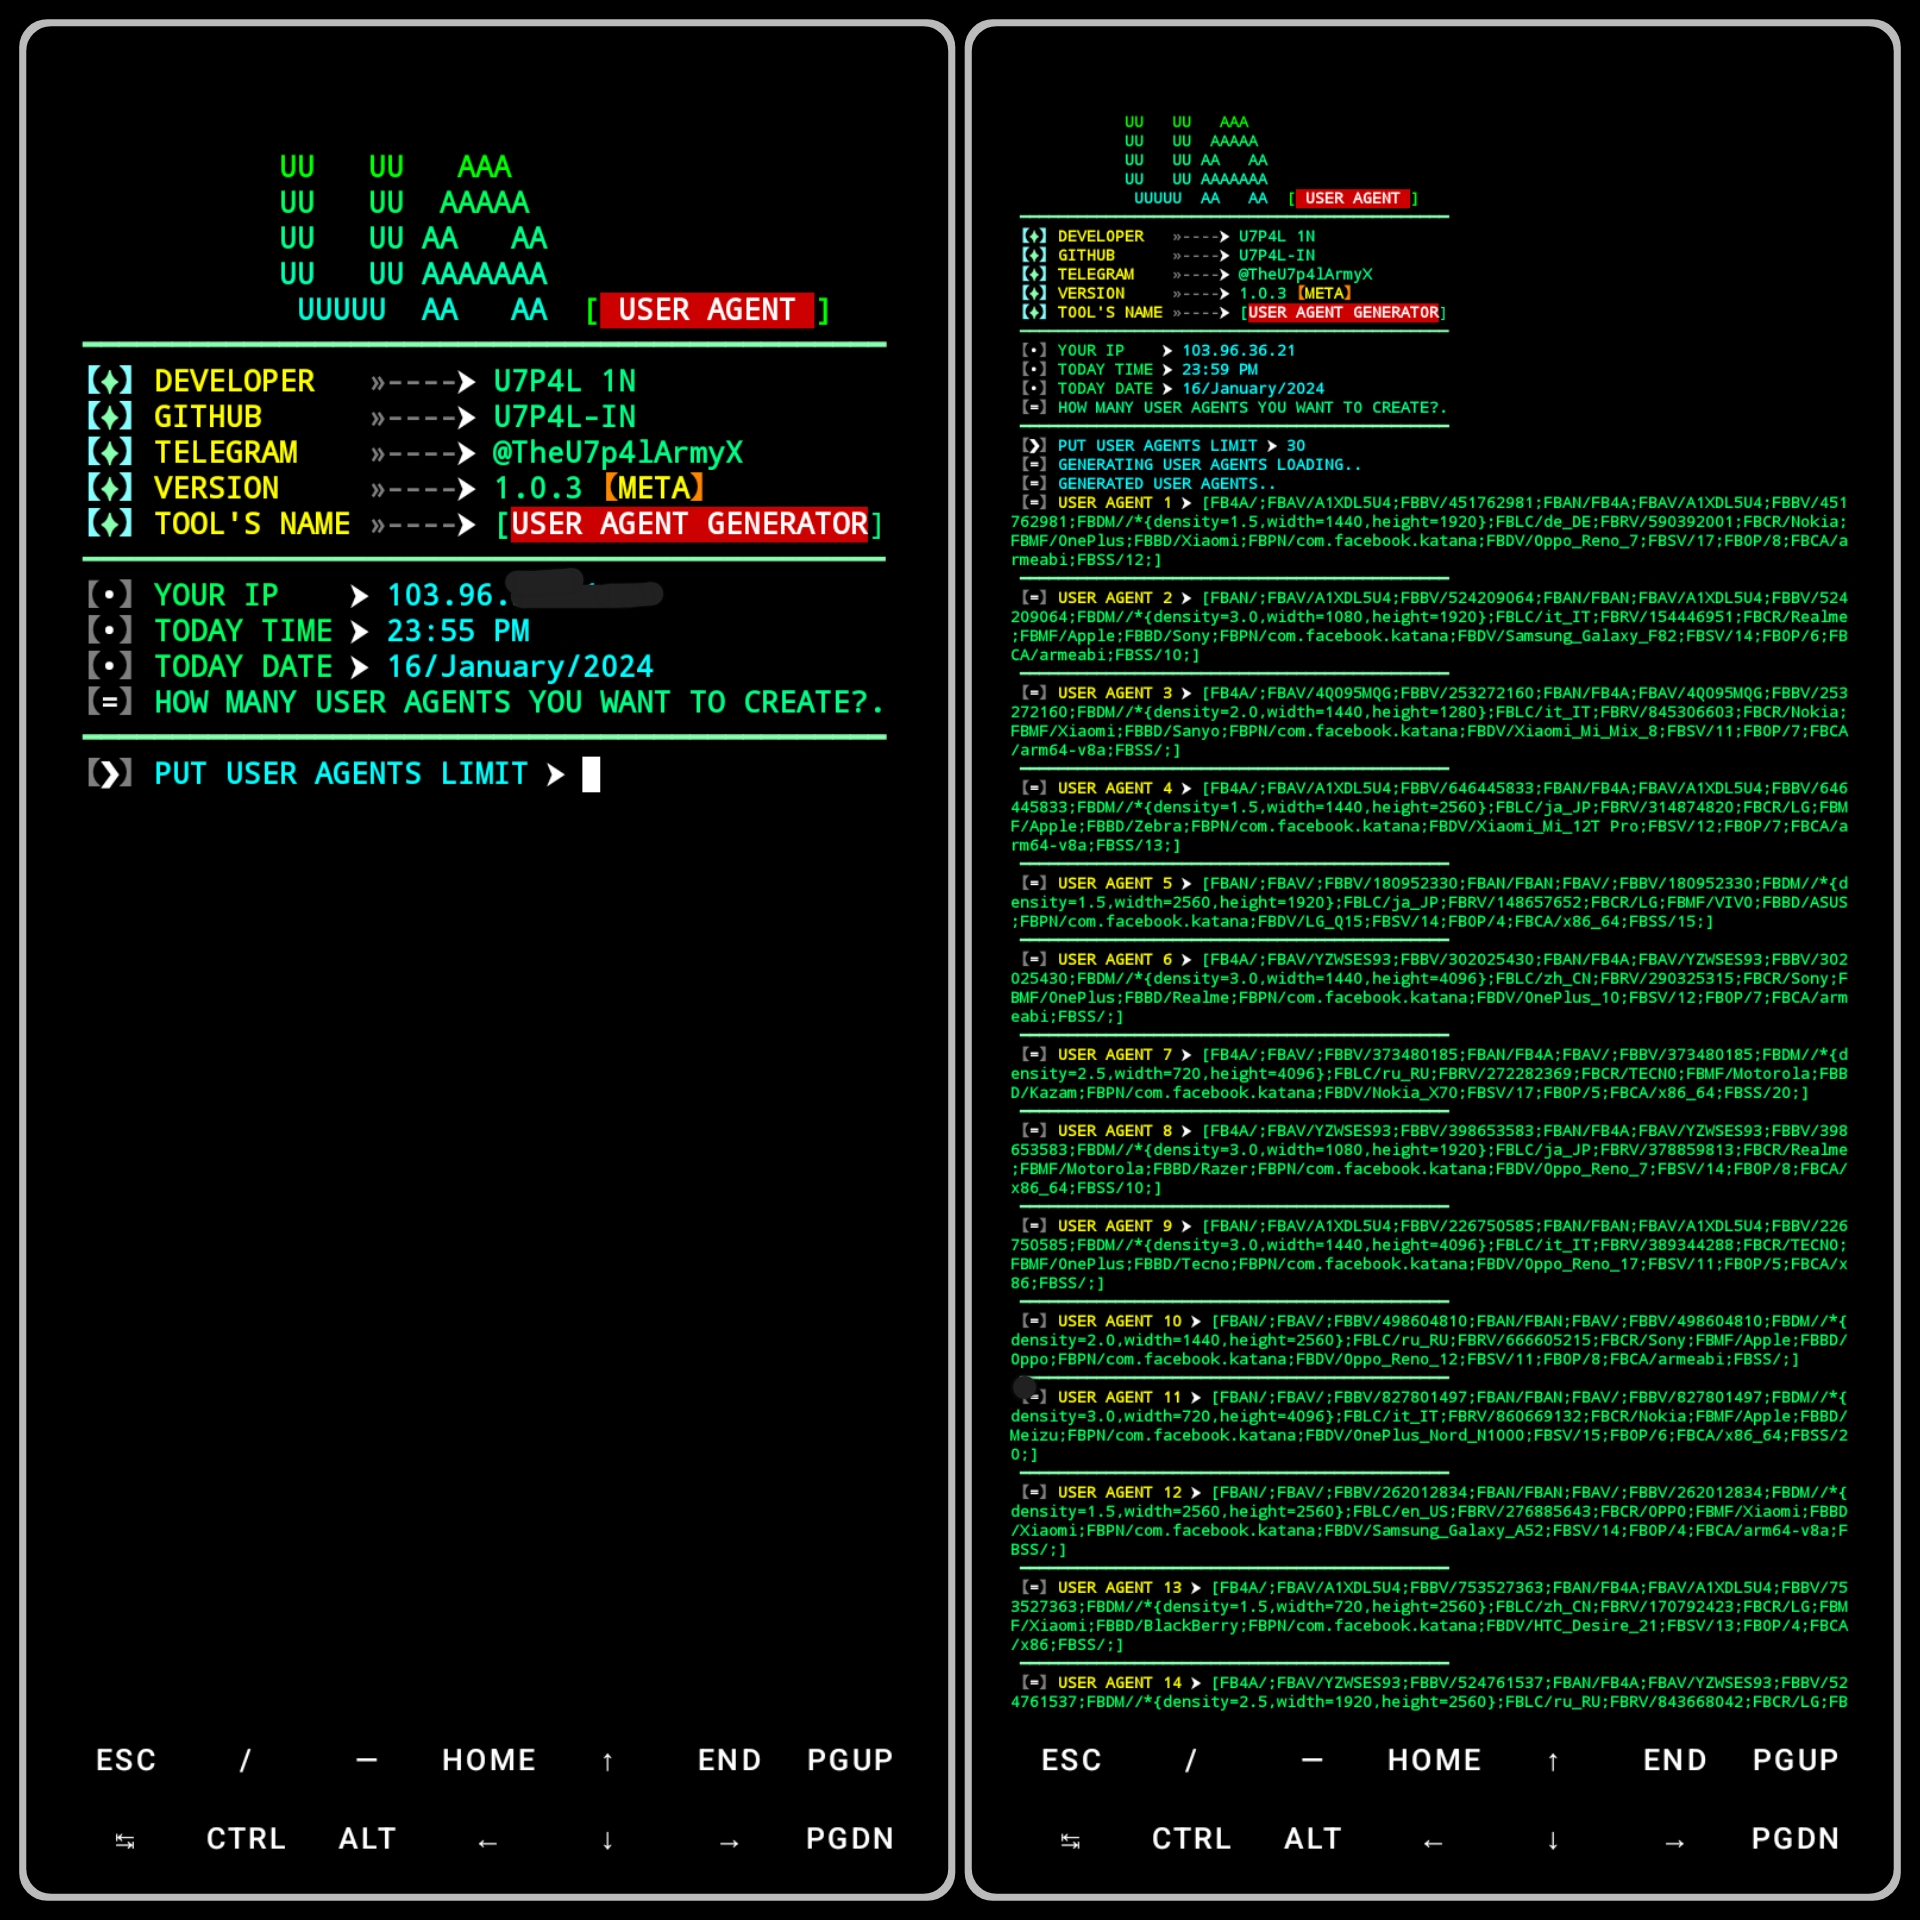 UU   UU   AAA
UU   UU  AAAAA
UU   UU AA   AA
UU   UU AAAAAAA
UUUUU  AA   AA  [ USER AGENT ]
【✦】 DEVELOPER »----➤ U7P4L 1N
【✦】 GITHUB »----➤ U7P4L-IN
【✦】 TELEGRAM »----➤ @TheU7p4lArmyX
【✦】 VERSION »----➤ 1.0.3 【META】
【✦】 TOOL'S NAME »----➤ [USER AGENT GENERATOR]
【•】 YOUR IP ➤ 103.96.
【•】 TODAY TIME ➤ 23:55 PM
【•】 TODAY DATE ➤ 16/January/2024
【=】 HOW MANY USER AGENTS YOU WANT TO CREATE?.
【❯】 PUT USER AGENTS LIMIT ➤
ESC / — HOME ↑ END PGUP
↹ CTRL ALT ← ↓ → PGDN
UU   UU   AAA
UU   UU  AAAAA
UU   UU AA   AA
UU   UU AAAAAAA
UUUUU  AA   AA  [ USER AGENT ]
【✦】 DEVELOPER »----➤ U7P4L 1N
【✦】 GITHUB »----➤ U7P4L-IN
【✦】 TELEGRAM »----➤ @TheU7p4lArmyX
【✦】 VERSION »----➤ 1.0.3 【META】
【✦】 TOOL'S NAME »----➤ [USER AGENT GENERATOR]
【•】 YOUR IP ➤ 103.96.36.21
【•】 TODAY TIME ➤ 23:59 PM
【•】 TODAY DATE ➤ 16/January/2024
【=】 HOW MANY USER AGENTS YOU WANT TO CREATE?.
【❯】 PUT USER AGENTS LIMIT ➤ 30
【=】 GENERATING USER AGENTS LOADING..
【=】 GENERATED USER AGENTS..
【=】 USER AGENT 1 ➤ [FB4A/;FBAV/A1XDL5U4;FBBV/451762981;FBAN/FB4A;FBAV/A1XDL5U4;FBBV/451
762981;FBDM//*{density=1.5,width=1440,height=1920};FBLC/de_DE;FBRV/590392001;FBCR/Nokia;
FBMF/OnePlus;FBBD/Xiaomi;FBPN/com.facebook.katana;FBDV/Oppo_Reno_7;FBSV/17;FBOP/8;FBCA/a
rmeabi;FBSS/12;]
【=】 USER AGENT 2 ➤ [FBAN/;FBAV/A1XDL5U4;FBBV/524209064;FBAN/FBAN;FBAV/A1XDL5U4;FBBV/524
209064;FBDM//*{density=3.0,width=1080,height=1920};FBLC/it_IT;FBRV/154446951;FBCR/Realme
;FBMF/Apple;FBBD/Sony;FBPN/com.facebook.katana;FBDV/Samsung_Galaxy_F82;FBSV/14;FBOP/6;FB
CA/armeabi;FBSS/10;]
【=】 USER AGENT 3 ➤ [FB4A/;FBAV/4Q095MQG;FBBV/253272160;FBAN/FB4A;FBAV/4Q095MQG;FBBV/253
272160;FBDM//*{density=2.0,width=1440,height=1280};FBLC/it_IT;FBRV/845306603;FBCR/Nokia;
FBMF/Xiaomi;FBBD/Sanyo;FBPN/com.facebook.katana;FBDV/Xiaomi_Mi_Mix_8;FBSV/11;FBOP/7;FBCA
/arm64-v8a;FBSS/;]
【=】 USER AGENT 4 ➤ [FB4A/;FBAV/A1XDL5U4;FBBV/646445833;FBAN/FB4A;FBAV/A1XDL5U4;FBBV/646
445833;FBDM//*{density=1.5,width=1440,height=2560};FBLC/ja_JP;FBRV/314874820;FBCR/LG;FBM
F/Apple;FBBD/Zebra;FBPN/com.facebook.katana;FBDV/Xiaomi_Mi_12T Pro;FBSV/12;FBOP/7;FBCA/a
rm64-v8a;FBSS/13;]
【=】 USER AGENT 5 ➤ [FBAN/;FBAV/;FBBV/180952330;FBAN/FBAN;FBAV/;FBBV/180952330;FBDM//*{d
ensity=1.5,width=2560,height=1920};FBLC/ja_JP;FBRV/148657652;FBCR/LG;FBMF/VIVO;FBBD/ASUS
;FBPN/com.facebook.katana;FBDV/LG_Q15;FBSV/14;FBOP/4;FBCA/x86_64;FBSS/15;]
【=】 USER AGENT 6 ➤ [FB4A/;FBAV/YZWSES93;FBBV/302025430;FBAN/FB4A;FBAV/YZWSES93;FBBV/302
025430;FBDM//*{density=3.0,width=1440,height=4096};FBLC/zh_CN;FBRV/290325315;FBCR/Sony;F
BMF/OnePlus;FBBD/Realme;FBPN/com.facebook.katana;FBDV/OnePlus_10;FBSV/12;FBOP/7;FBCA/arm
eabi;FBSS/;]
【=】 USER AGENT 7 ➤ [FB4A/;FBAV/;FBBV/373480185;FBAN/FB4A;FBAV/;FBBV/373480185;FBDM//*{d
ensity=2.5,width=720,height=4096};FBLC/ru_RU;FBRV/272282369;FBCR/TECNO;FBMF/Motorola;FBB
D/Kazam;FBPN/com.facebook.katana;FBDV/Nokia_X70;FBSV/17;FBOP/5;FBCA/x86_64;FBSS/20;]
【=】 USER AGENT 8 ➤ [FB4A/;FBAV/YZWSES93;FBBV/398653583;FBAN/FB4A;FBAV/YZWSES93;FBBV/398
653583;FBDM//*{density=3.0,width=1080,height=1920};FBLC/ja_JP;FBRV/378859813;FBCR/Realme
;FBMF/Motorola;FBBD/Razer;FBPN/com.facebook.katana;FBDV/Oppo_Reno_7;FBSV/14;FBOP/8;FBCA/
x86_64;FBSS/10;]
【=】 USER AGENT 9 ➤ [FBAN/;FBAV/A1XDL5U4;FBBV/226750585;FBAN/FBAN;FBAV/A1XDL5U4;FBBV/226
750585;FBDM//*{density=3.0,width=1440,height=4096};FBLC/it_IT;FBRV/389344288;FBCR/TECNO;
FBMF/OnePlus;FBBD/Tecno;FBPN/com.facebook.katana;FBDV/Oppo_Reno_17;FBSV/11;FBOP/5;FBCA/x
86;FBSS/;]
【=】 USER AGENT 10 ➤ [FBAN/;FBAV/;FBBV/498604810;FBAN/FBAN;FBAV/;FBBV/498604810;FBDM//*{
density=2.0,width=1440,height=2560};FBLC/ru_RU;FBRV/666605215;FBCR/Sony;FBMF/Apple;FBBD/
Oppo;FBPN/com.facebook.katana;FBDV/Oppo_Reno_12;FBSV/11;FBOP/8;FBCA/armeabi;FBSS/;]
=】 USER AGENT 11 ➤ [FBAN/;FBAV/;FBBV/827801497;FBAN/FBAN;FBAV/;FBBV/827801497;FBDM//*{
density=3.0,width=720,height=4096};FBLC/it_IT;FBRV/860669132;FBCR/Nokia;FBMF/Apple;FBBD/
Meizu;FBPN/com.facebook.katana;FBDV/OnePlus_Nord_N1000;FBSV/15;FBOP/6;FBCA/x86_64;FBSS/2
0;]
【=】 USER AGENT 12 ➤ [FBAN/;FBAV/;FBBV/262012834;FBAN/FBAN;FBAV/;FBBV/262012834;FBDM//*{
density=1.5,width=2560,height=2560};FBLC/en_US;FBRV/276885643;FBCR/OPPO;FBMF/Xiaomi;FBBD
/Xiaomi;FBPN/com.facebook.katana;FBDV/Samsung_Galaxy_A52;FBSV/14;FBOP/4;FBCA/arm64-v8a;F
BSS/;]
【=】 USER AGENT 13 ➤ [FB4A/;FBAV/A1XDL5U4;FBBV/753527363;FBAN/FB4A;FBAV/A1XDL5U4;FBBV/75
3527363;FBDM//*{density=1.5,width=720,height=2560};FBLC/zh_CN;FBRV/170792423;FBCR/LG;FBM
F/Xiaomi;FBBD/BlackBerry;FBPN/com.facebook.katana;FBDV/HTC_Desire_21;FBSV/13;FBOP/4;FBCA
/x86;FBSS/;]
【=】 USER AGENT 14 ➤ [FB4A/;FBAV/YZWSES93;FBBV/524761537;FBAN/FB4A;FBAV/YZWSES93;FBBV/52
4761537;FBDM//*{density=2.5,width=1920,height=2560};FBLC/ru_RU;FBRV/843668042;FBCR/LG;FB
ESC / — HOME ↑ END PGUP
↹ CTRL ALT ← ↓ → PGDN